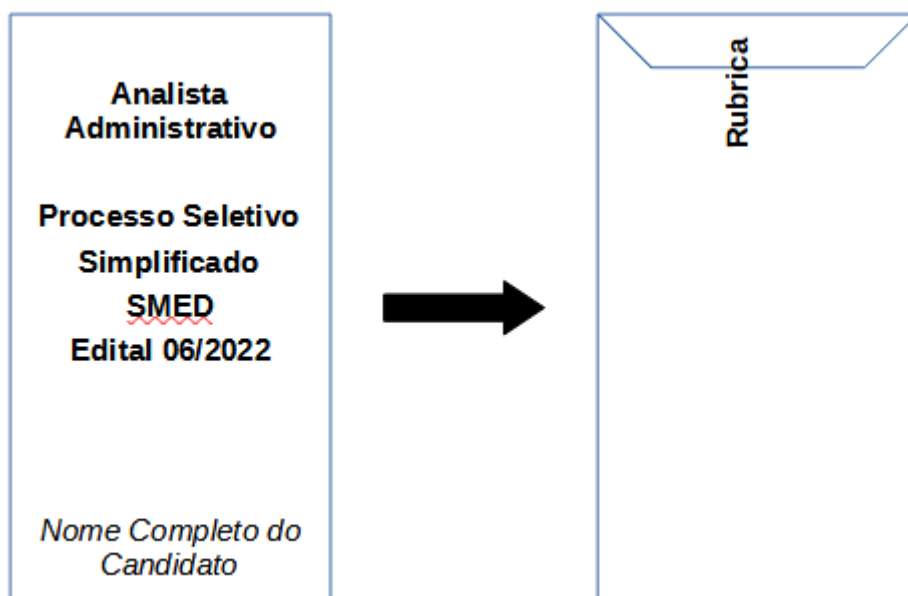 Analista
Administrativo
Processo Seletivo
Simplificado
SMED
Edital 06/2022
Nome Completo do
Candidato
Rubrica